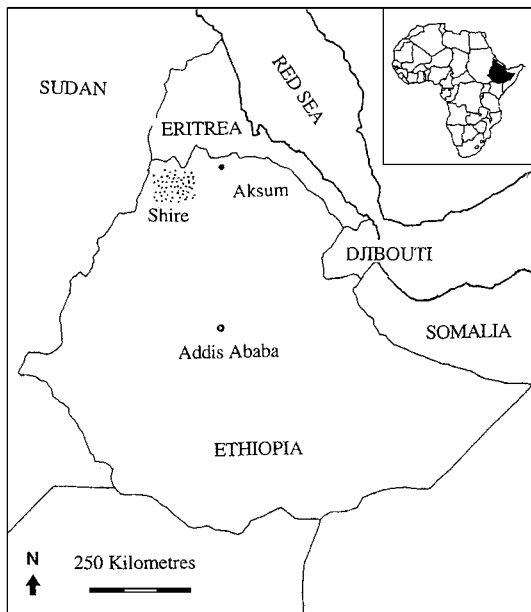 SUDAN
RED SEA
ERITREA
Aksum
Shire
DJIBOUTI
SOMALIA
Addis Ababa
ETHIOPIA
N
250 Kilometres